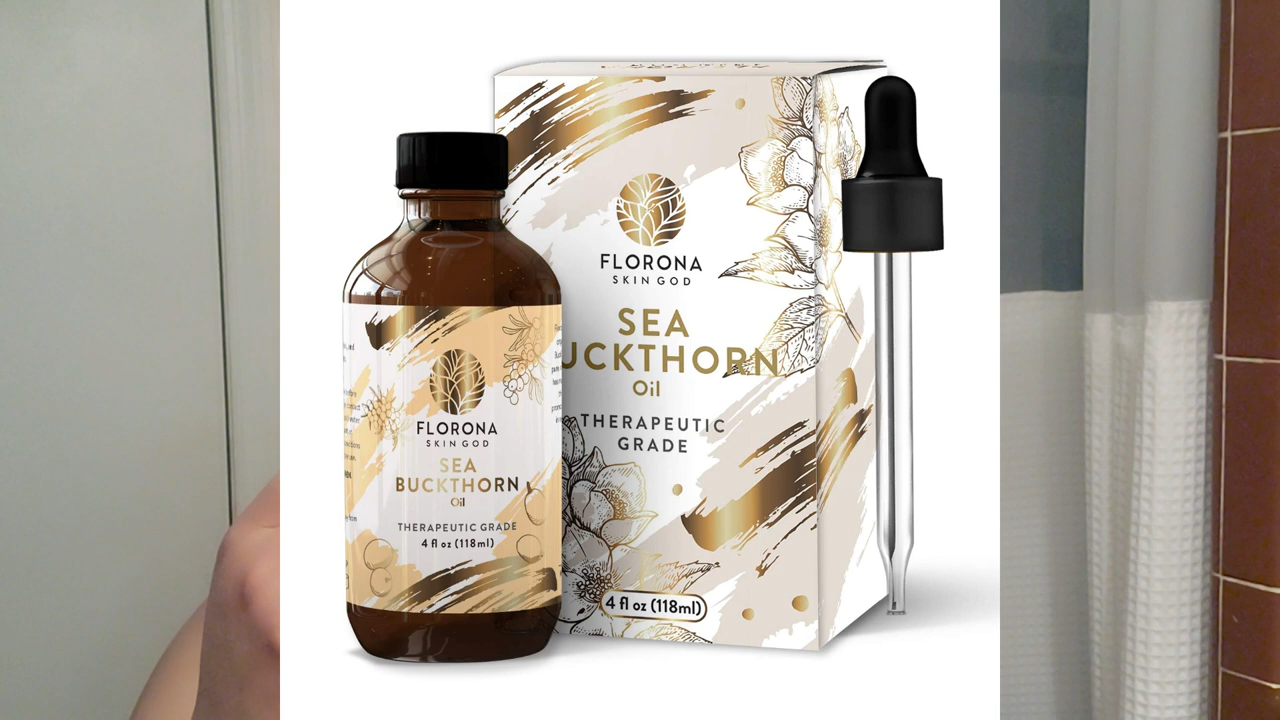 FLORONA
SKIN GOD
SEA
UCKTHORN
Oil
THERAPEUTIC
GRADE
4 fl oz (118ml)
FLORONA
SKIN GOD
SEA
BUCKTHORN
Oil
THERAPEUTIC GRADE
4 fl oz (118ml)